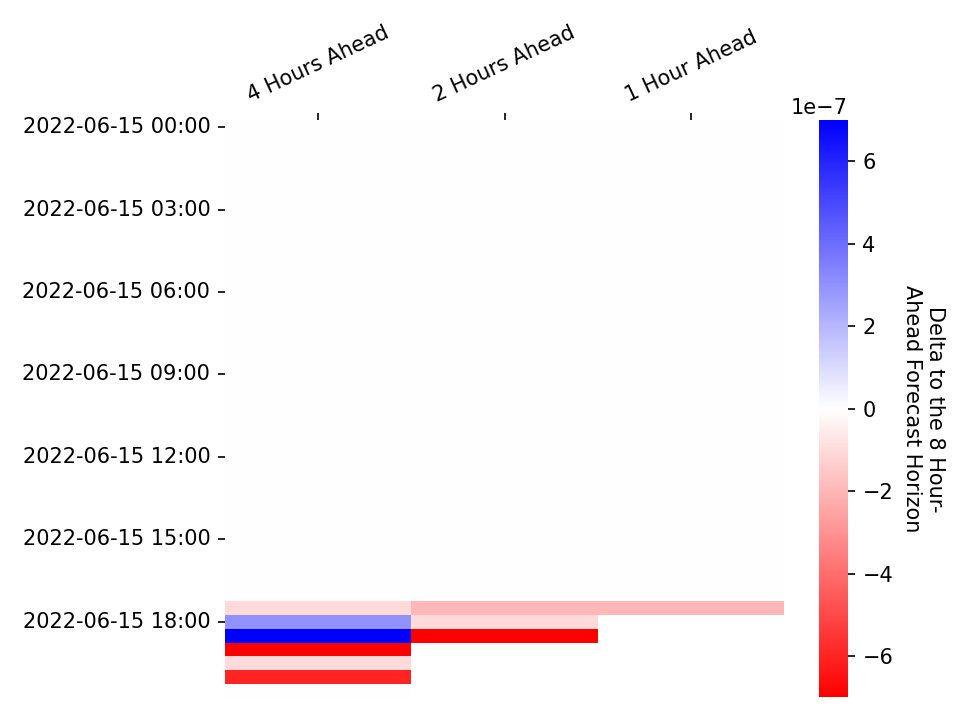 4 Hours Ahead
2 Hours Ahead
1 Hour Ahead
1e−7
2022-06-15 00:00
2022-06-15 03:00
2022-06-15 06:00
2022-06-15 09:00
2022-06-15 12:00
2022-06-15 15:00
2022-06-15 18:00
6
4
2
0
−2
−4
−6
Delta to the 8 Hour-
Ahead Forecast Horizon